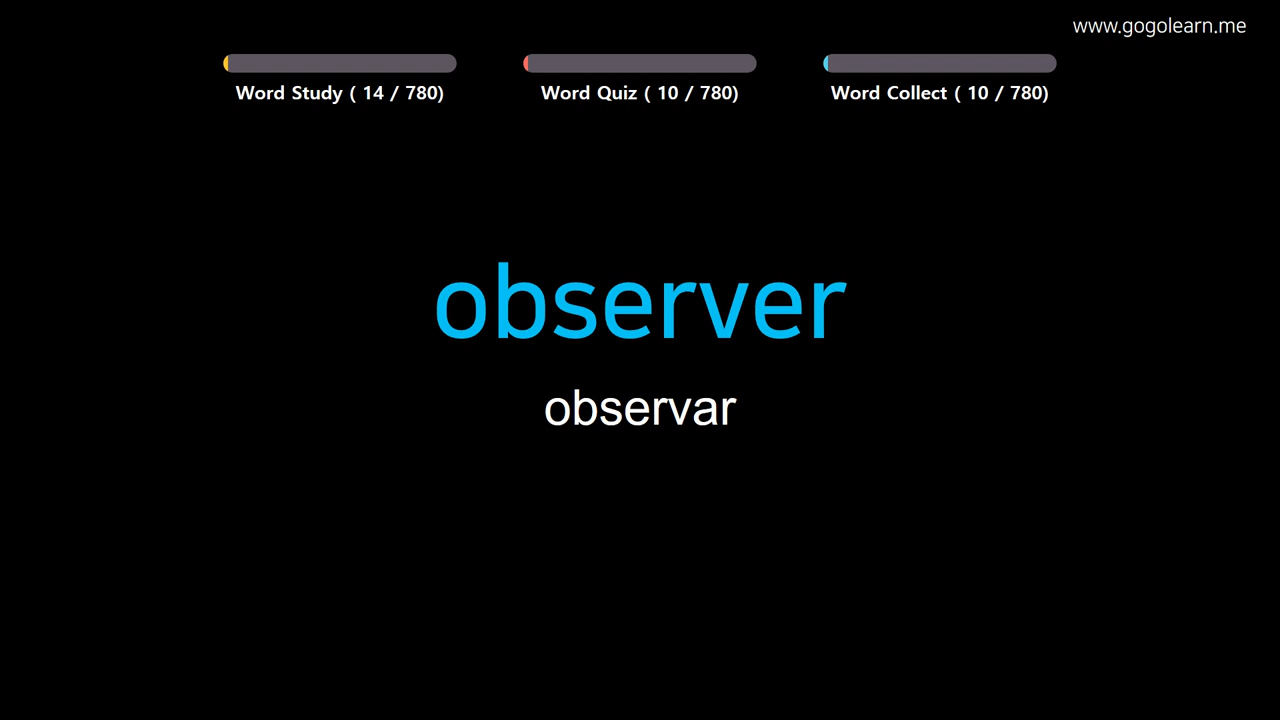 www.gogolearn.me
Word Study ( 14 / 780)
Word Quiz ( 10 / 780)
Word Collect ( 10 / 780)
observer
observar